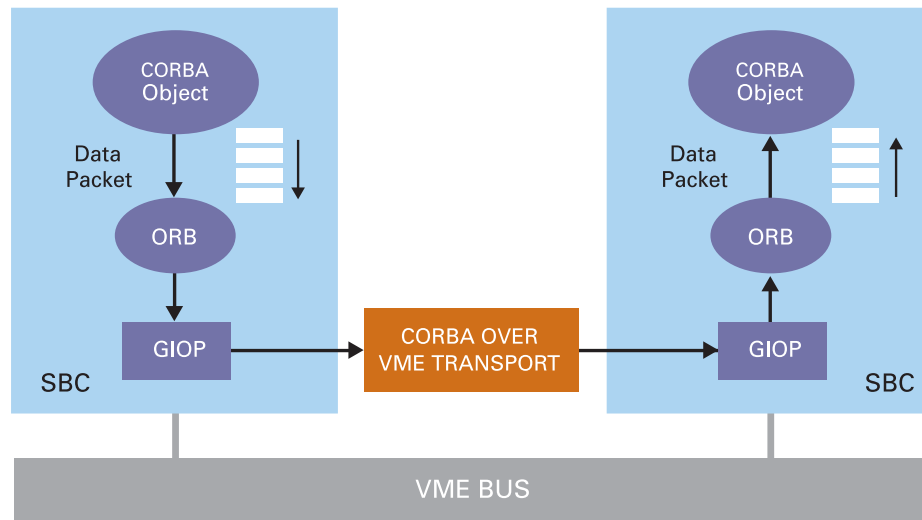 CORBA
Object
Data
Packet
ORB
GIOP
SBC
CORBA OVER
VME TRANSPORT
CORBA
Object
Data
Packet
ORB
GIOP
SBC
VME BUS